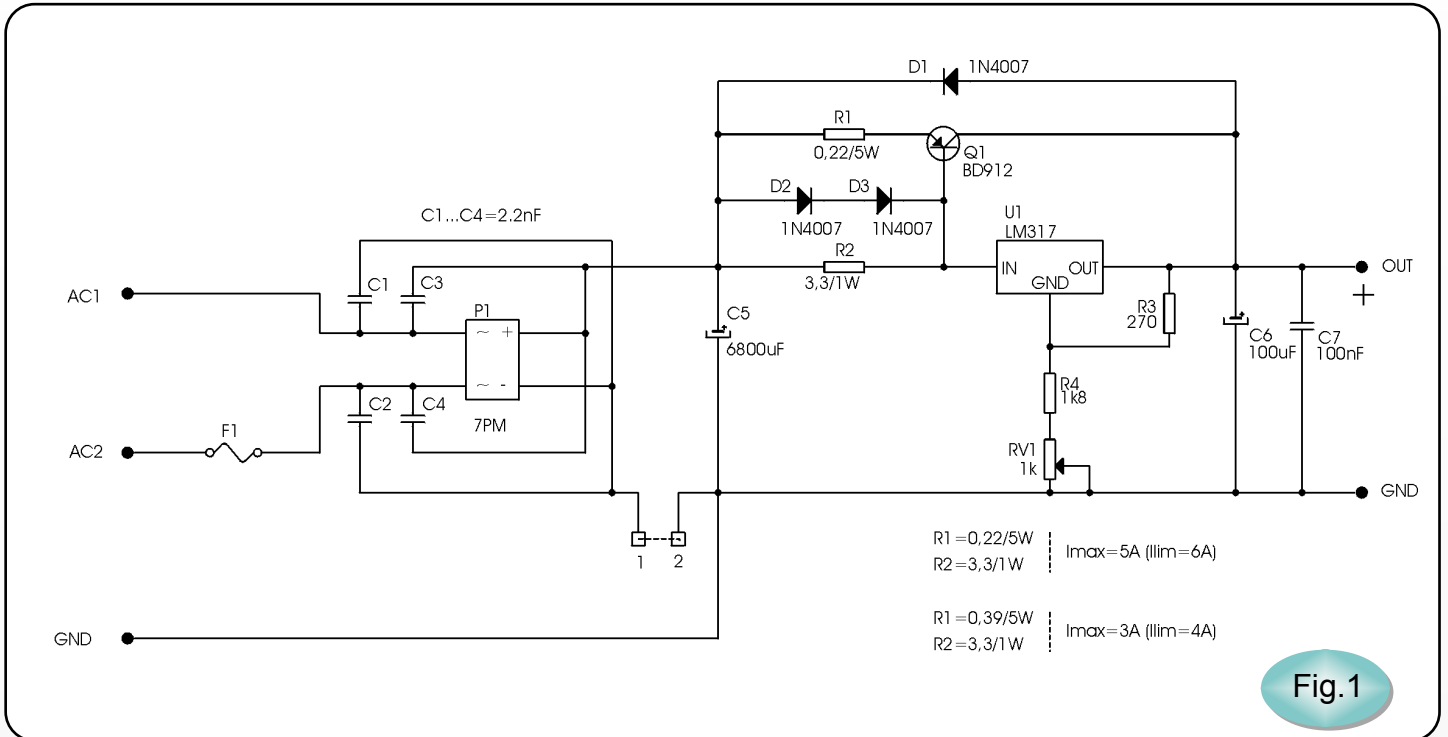 D1 1N4007
R1
0,22/5W
Q1
BD912
D2 D3
1N4007 1N4007
C1...C4=2.2nF
U1
LM317
R2
3,3/1W
IN OUT
GND
OUT
+
AC1
C1 C3
P1
~ +
~ -
7PM
C5
6800uF
R3
270
C6
100uF
C7
100nF
C2 C4
R4
1k8
F1
AC2
RV1
1k
GND
1 2
R1=0,22/5W
R2=3,3/1W
Imax=5A (Ilim=6A)
R1=0,39/5W
R2=3,3/1W
Imax=3A (Ilim=4A)
GND
Fig.1